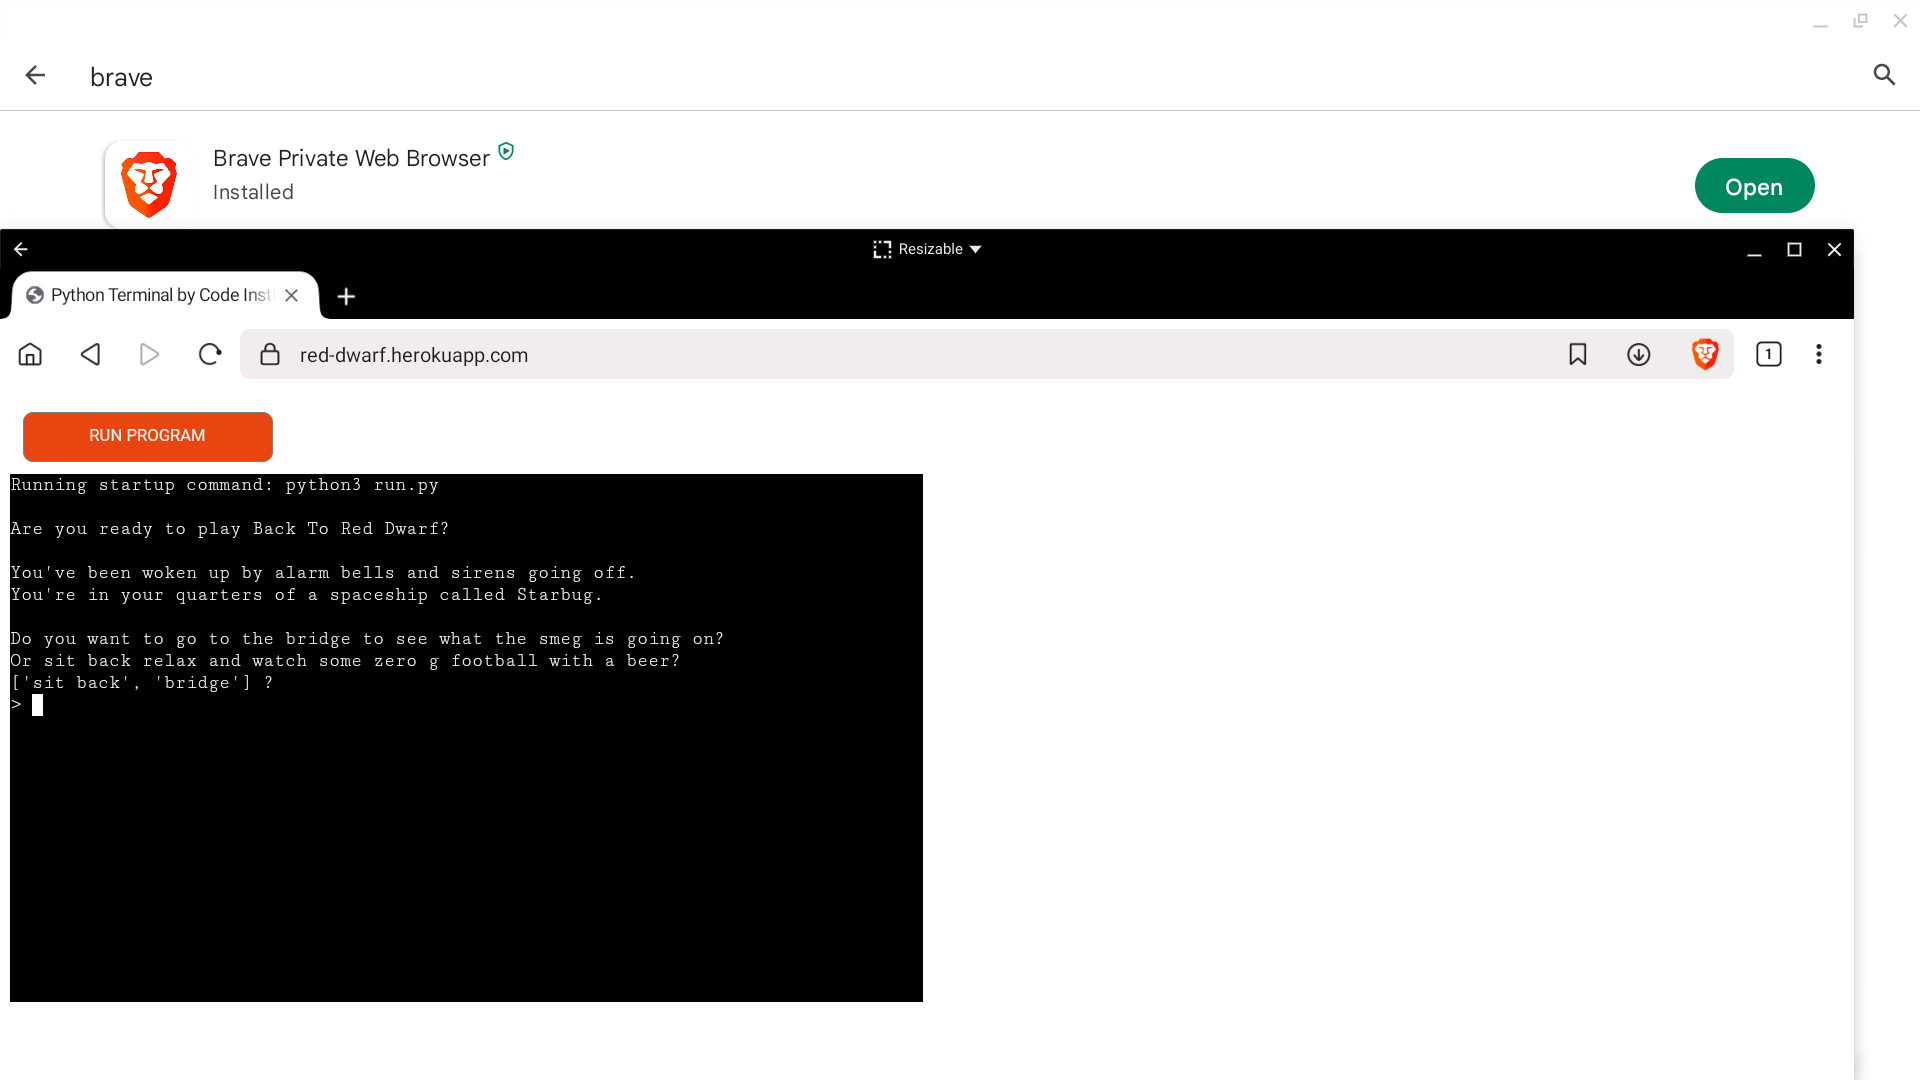 brave
Brave Private Web Browser
Installed
Open
Resizable
Python Terminal by Code Inst
red-dwarf.herokuapp.com
1
RUN PROGRAM
Running startup command: python3 run.py
Are you ready to play Back To Red Dwarf?
You've been woken up by alarm bells and sirens going off.
You're in your quarters of a spaceship called Starbug.
Do you want to go to the bridge to see what the smeg is going on?
Or sit back relax and watch some zero g football with a beer?
['sit back', 'bridge'] ?
>